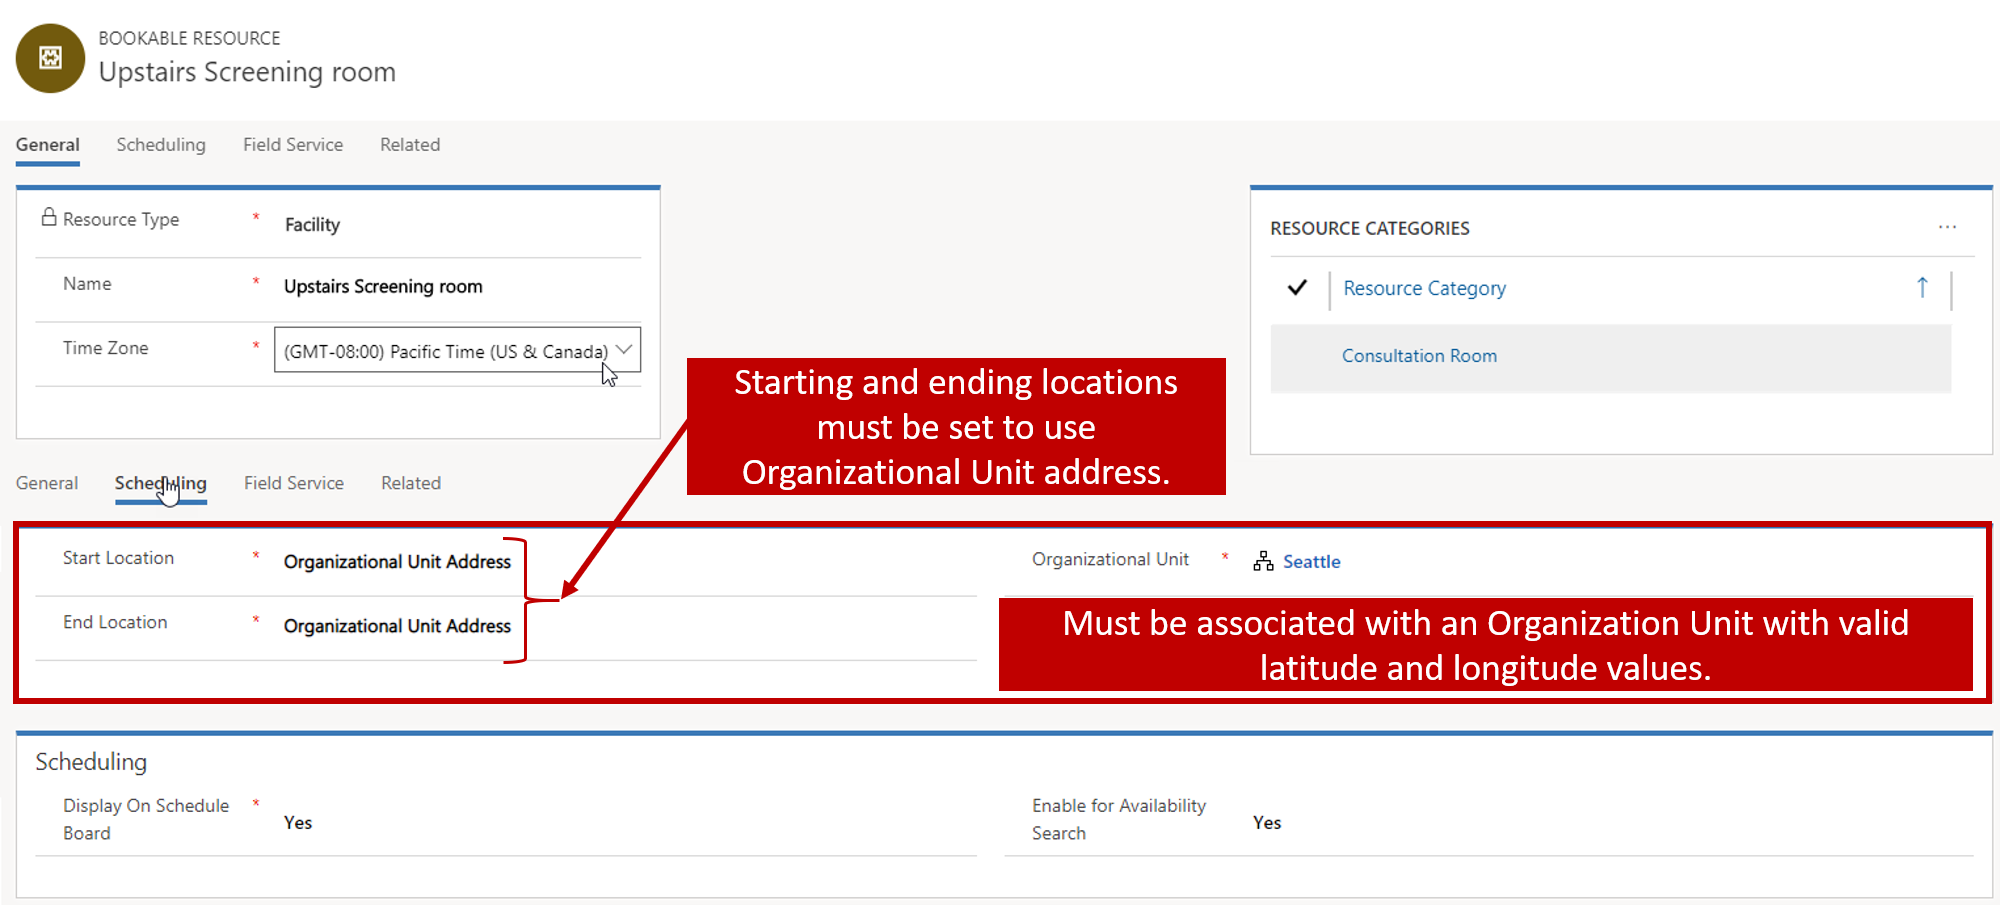 BOOKABLE RESOURCE
Upstairs Screening room
General Scheduling Field Service Related
Resource Type * Facility
Name * Upstairs Screening room
Time Zone * (GMT-08:00) Pacific Time (US & Canada)
RESOURCE CATEGORIES ...
Resource Category ↑
Consultation Room
Starting and ending locations
must be set to use
Organizational Unit address.
General Scheduling Field Service Related
Start Location * Organizational Unit Address
End Location * Organizational Unit Address
Organizational Unit * Seattle
Must be associated with an Organization Unit with valid
latitude and longitude values.
Scheduling
Display On Schedule
Board * Yes
Enable for Availability
Search Yes